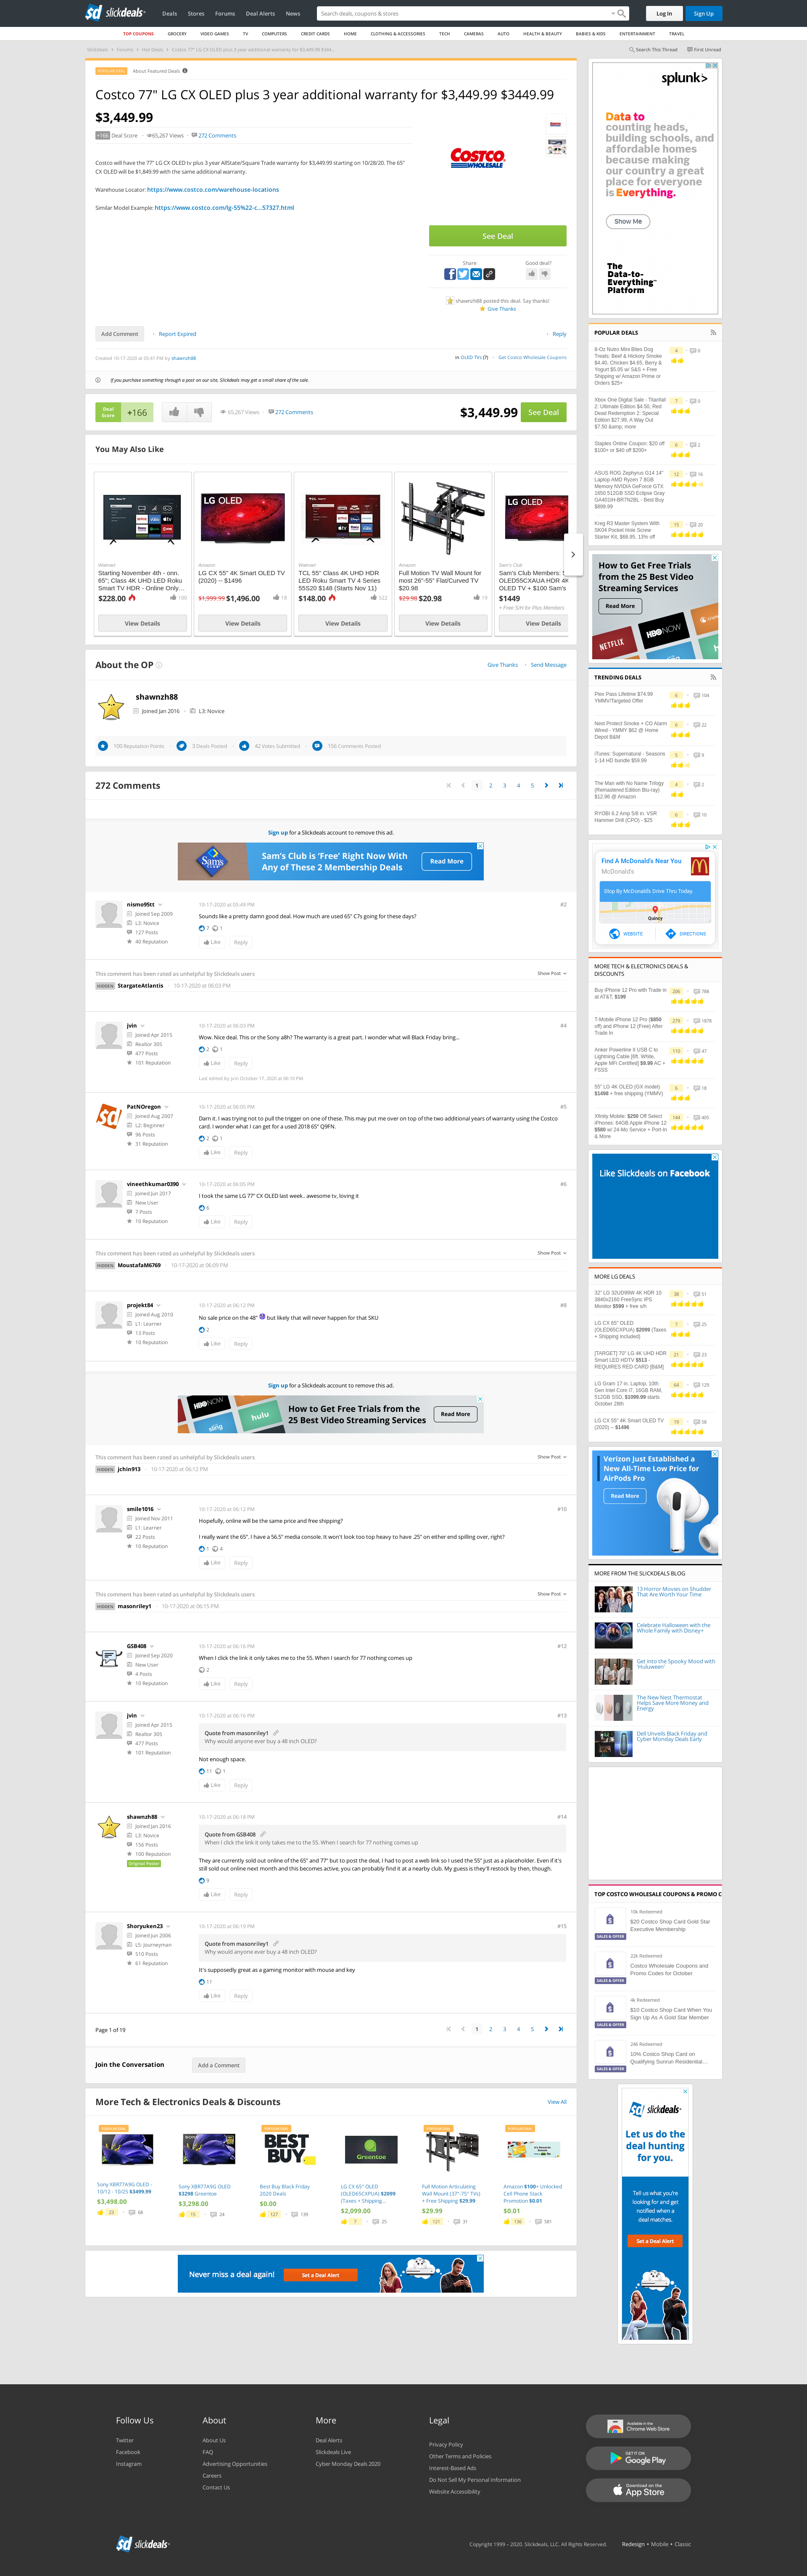 slickdeals
Deals Stores Forums Deal Alerts News
Search deals, coupons & stores
Log In Sign Up
TOP COUPONS GROCERY VIDEO GAMES TV COMPUTERS CREDIT CARDS HOME CLOTHING & ACCESSORIES TECH CAMERAS AUTO HEALTH & BEAUTY BABIES & KIDS ENTERTAINMENT TRAVEL
Slickdeals Forums Hot Deals Costco 77" LG CX OLED plus 3 year additional warranty for $3,449.99 $344...
Search This Thread First Unread
About Featured Deals
Costco 77" LG CX OLED plus 3 year additional warranty for $3,449.99 $3449.99
$3,449.99
+166 Deal Score 65,267 Views 272 Comments
Costco will have the 77" LG CX OLED tv plus 3 year AllState/Square Trade warranty for $3,449.99 starting on 10/28/20. The 65"
CX OLED will be $1,849.99 with the same additional warranty.
Warehouse Locator: https://www.costco.com/warehouse-locations
Similar Model Example: https://www.costco.com/lg-55%22-c...57327.html
COSTCO
WHOLESALE
See Deal
Share Good deal?
shawnzh88 posted this deal. Say thanks!
Give Thanks
Add Comment Report Expired Reply
Created 10-17-2020 at 05:41 PM by shawnzh88
in OLED TVs (7) Get Costco Wholesale Coupons
If you purchase something through a post on our site, Slickdeals may get a small share of the sale.
Deal
Score +166
65,267 Views 272 Comments
$3,449.99 See Deal
You May Also Like
Walmart
Starting November 4th - onn.
65"; Class 4K UHD LED Roku
Smart TV HDR - Online Only...
$228.00 100
View Details
LG OLED
Amazon
LG CX 55" 4K Smart OLED TV
(2020) -- $1496
$1,999.99 $1,496.00 18
View Details
Walmart
TCL 55" Class 4K UHD HDR
LED Roku Smart TV 4 Series
55S20 $148 (Starts Nov 11)
$148.00 522
View Details
Amazon
Full Motion TV Wall Mount for
most 26"-55" Flat/Curved TV
$20.98
$29.98 $20.98 19
View Details
LG OLED
Sam's Club
OLED55CXAUA HDR 4K
OLED TV + $100 Sam's
$1449
+ Free S/H for Plus Members
View Details
About the OP
Give Thanks Send Message
shawnzh88
Joined Jan 2016 L3: Novice
100 Reputation Points 3 Deals Posted 42 Votes Submitted 156 Comments Posted
272 Comments
1 2 3 4 5
Sign up for a Slickdeals account to remove this ad.
Sam's Club is 'Free' Right Now With
Any of These 2 Membership Deals
Read More
nismo95tt
Joined Sep 2009
L3: Novice
127 Posts
40 Reputation
10-17-2020 at 05:49 PM #2
Sounds like a pretty damn good deal. How much are used 65" C7s going for these days?
7 1
Like Reply
This comment has been rated as unhelpful by Slickdeals users Show Post
HIDDEN StargateAtlantis 10-17-2020 at 06:03 PM
jvin
Joined Apr 2015
Realtor 305
477 Posts
101 Reputation
10-17-2020 at 06:03 PM #4
Wow. Nice deal. This or the Sony a8h? The warranty is a great part. I wonder what will Black Friday bring...
2 1
Like Reply
Last edited by jvin October 17, 2020 at 06:10 PM
PatNOregon
Joined Aug 2007
L2: Beginner
96 Posts
31 Reputation
10-17-2020 at 06:05 PM #5
Darn it. I was trying not to pull the trigger on one of these. This may put me over on top of the two additional years of warranty using the Costco
card. I wonder what I can get for a used 2018 65" Q9FN.
2 1
Like Reply
vineethkumar0390
Joined Jun 2017
New User
7 Posts
10 Reputation
10-17-2020 at 06:05 PM #6
I took the same LG 77" CX OLED last week.. awesome tv, loving it
6
Like Reply
This comment has been rated as unhelpful by Slickdeals users Show Post
HIDDEN MoustafaM6769 10-17-2020 at 06:09 PM
projekt84
Joined Aug 2010
L1: Learner
13 Posts
10 Reputation
10-17-2020 at 06:12 PM #8
No sale price on the 48" but likely that will never happen for that SKU
2
Like Reply
Sign up for a Slickdeals account to remove this ad.
sling hulu HBO NOW
How to Get Free Trials from the
25 Best Video Streaming Services
Read More
This comment has been rated as unhelpful by Slickdeals users Show Post
HIDDEN jchin913 10-17-2020 at 06:12 PM
smile1016
Joined Nov 2011
L1: Learner
22 Posts
10 Reputation
10-17-2020 at 06:12 PM #10
Hopefully, online will be the same price and free shipping?
I really want the 65". I have a 56.5" media console. It won't look too top heavy to have .25" on either end spilling over, right?
1 4
Like Reply
This comment has been rated as unhelpful by Slickdeals users Show Post
HIDDEN masonriley1 10-17-2020 at 06:15 PM
GSB408
Joined Sep 2020
New User
4 Posts
10 Reputation
10-17-2020 at 06:16 PM #12
When I click the link it only takes me to the 55. When I search for 77 nothing comes up
2
Like Reply
jvin
Joined Apr 2015
Realtor 305
477 Posts
101 Reputation
10-17-2020 at 06:16 PM #13
Quote from masonriley1
Why would anyone ever buy a 48 inch OLED?
Not enough space.
11 1
Like Reply
shawnzh88
Joined Jan 2016
L3: Novice
156 Posts
100 Reputation
Original Poster
10-17-2020 at 06:18 PM #14
Quote from GSB408
When I click the link it only takes me to the 55. When I search for 77 nothing comes up
They are currently sold out online of the 65" and 77" but to post the deal, I had to post a web link so I used the 55" just as a placeholder. Even if it's
still sold out online next month and this becomes active, you can probably find it at a nearby club. My guess is they'll restock by then, though.
9
Like Reply
Shoryuken23
Joined Jun 2006
L5: Journeyman
510 Posts
61 Reputation
10-17-2020 at 06:19 PM #15
Quote from masonriley1
Why would anyone ever buy a 48 inch OLED?
It's supposedly great as a gaming monitor with mouse and key
11
Like Reply
Page 1 of 19
1 2 3 4 5
Join the Conversation
Add a Comment
More Tech & Electronics Deals & Discounts View All
Sony XBR77A9G OLED -
10/12 - 10/25 $3499.99
$3,498.00
23 68
Sony XBR77A9G OLED
$3298 Greentoe
$3,298.00
15 24
BEST BUY
Best Buy Black Friday
2020 Deals
$0.00
127 139
Greentoe
LG CX 65" OLED
(OLED65CXPUA) $2099
(Taxes + Shipping...
$2,099.00
7 25
Full Motion Articulating
Wall Mount (37"-75" TVs)
+ Free Shipping $29.99
$29.99
121 31
Amazon $100+ Unlocked
Cell Phone Stack
Promotion $0.01
$0.01
136 581
Never miss a deal again!
Set a Deal Alert
splunk>
Data to
counting heads,
building schools, and
affordable homes
because making
our country a great
place for everyone
is Everything.
Show Me
The
Data-to-
Everything™
Platform
POPULAR DEALS
8-Oz Nutro Mini Bites Dog
Treats: Beef & Hickory Smoke
$4.40, Chicken $4.65, Berry &
Yogurt $5.05 w/ S&S + Free
Shipping w/ Amazon Prime or
Orders $25+
4 0
Xbox One Digital Sale - Titanfall
2: Ultimate Edition $4.50, Red
Dead Redemption 2: Special
Edition $27.99, A Way Out
$7.50 &amp; more
7 0
Staples Online Coupon: $20 off
$100+ or $40 off $200+
6 2
ASUS ROG Zephyrus G14 14"
Laptop AMD Ryzen 7 8GB
Memory NVIDIA GeForce GTX
1650 512GB SSD Eclipse Gray
GA401IH-BR7N2BL - Best Buy
$899.99
12 16
Kreg R3 Master System With
SK04 Pocket Hole Screw
Starter Kit, $68.95, 13% off
15 20
How to Get Free Trials
from the 25 Best Video
Streaming Services
Read More
HBO NOW
hulu
NETFLIX
sling
TRENDING DEALS
Plex Pass Lifetime $74.99
YMMV/Targeted Offer
6 104
Nest Protect Smoke + CO Alarm
Wired - YMMY $62 @ Home
Depot B&M
6 22
iTunes: Supernatural - Seasons
1-14 HD bundle $59.99
5 9
The Man with No Name Trilogy
(Remastered Edition Blu-ray)
$12.96 @ Amazon
4 2
RYOBI 6.2 Amp 5/8 in. VSR
Hammer Drill (CPO) - $25
6 10
Find A McDonald's Near You
McDonald's
Stop By McDonald's Drive Thru Today.
Quincy
WEBSITE DIRECTIONS
MORE TECH & ELECTRONICS DEALS &
DISCOUNTS
Buy iPhone 12 Pro with Trade in
at AT&T, $199
206 788
T-Mobile iPhone 12 Pro ($850
off) and iPhone 12 (Free) After
Trade In
279 1878
Anker Powerline II USB C to
Lightning Cable [6ft, White,
Apple MFi Certified] $9.99 AC +
FSSS
110 47
55" LG 4K OLED (GX model)
$1498 + free shipping (YMMV)
6 18
Xfinity Mobile: $250 Off Select
iPhones: 64GB Apple iPhone 12
$580 w/ 24-Mo Service + Port-In
& More
144 405
Like Slickdeals on Facebook
MORE LG DEALS
32" LG 32UD99W 4K HDR 10
3840x2160 FreeSync IPS
Monitor $599 + free s/h
38 51
LG CX 65" OLED
(OLED65CXPUA) $2099 (Taxes
+ Shipping Included)
7 25
[TARGET] 70" LG 4K UHD HDR
Smart LED HDTV $513 -
REQUIRES RED CARD [B&M]
21 23
LG Gram 17 in. Laptop, 10th
Gen Intel Core I7, 16GB RAM,
512GB SSD, $1099.99 starts
October 28th
64 129
LG CX 55" 4K Smart OLED TV
(2020) -- $1496
19 58
Verizon Just Established a
New All-Time Low Price for
AirPods Pro
Read More
MORE FROM THE SLICKDEALS BLOG
13 Horror Movies on Shudder
That Are Worth Your Time
Celebrate Halloween with the
Whole Family with Disney+
Get into the Spooky Mood with
'Huluween'
The New Nest Thermostat
Helps Save More Money and
Energy
Dell Unveils Black Friday and
Cyber Monday Deals Early
TOP COSTCO WHOLESALE COUPONS & PROMO C
10k Redeemed
$20 Costco Shop Card Gold Star
Executive Membership
SALES & OFFER
22k Redeemed
Costco Wholesale Coupons and
Promo Codes for October
SALES & OFFER
4k Redeemed
$10 Costco Shop Card When You
Sign Up As A Gold Star Member
SALES & OFFER
246 Redeemed
10% Costco Shop Card on
Qualifying Sunrun Residential...
SALES & OFFER
slickdeals
Let us do the
deal hunting
for you.
Tell us what you're
looking for and get
notified when a
deal matches.
Set a Deal Alert
Follow Us
Twitter
Facebook
Instagram
About
About Us
FAQ
Advertising Opportunities
Careers
Contact Us
More
Deal Alerts
Slickdeals Live
Cyber Monday Deals 2020
Legal
Privacy Policy
Other Terms and Policies
Interest-Based Ads
Do Not Sell My Personal Information
Website Accessibility
Available in the
Chrome Web Store
GET IT ON
Google Play
Download on the
App Store
slickdeals
Copyright 1999 - 2020. Slickdeals, LLC. All Rights Reserved. Redesign • Mobile • Classic